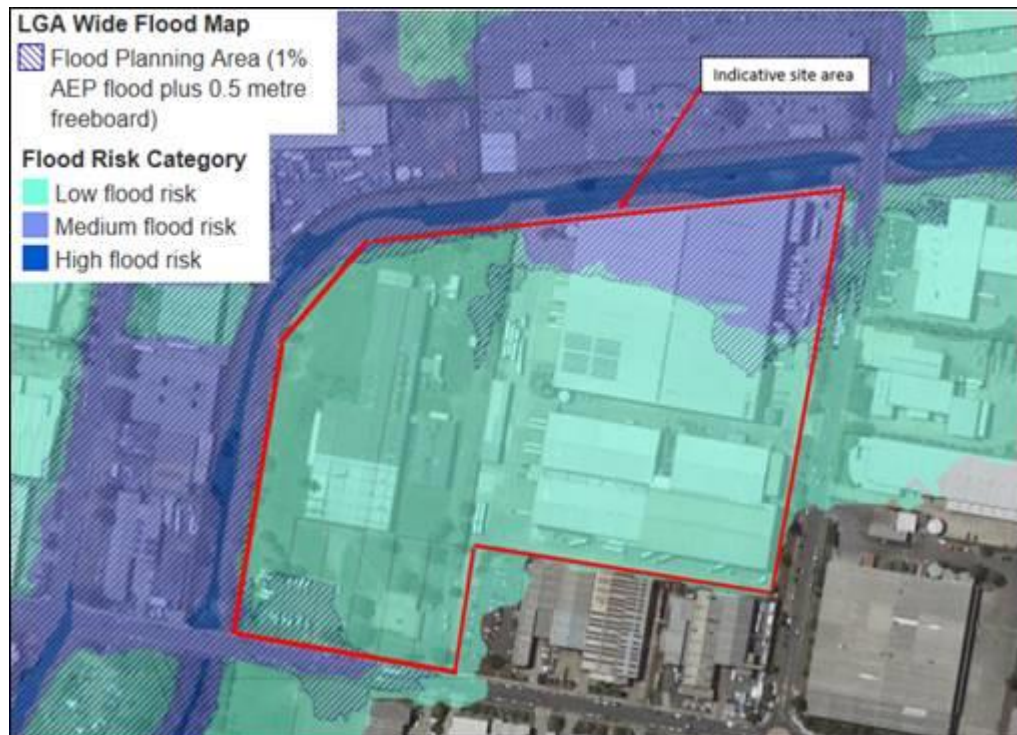 LGA Wide Flood Map
Flood Planning Area (1%
AEP flood plus 0.5 metre
freeboard)
Flood Risk Category
Low flood risk
Medium flood risk
High flood risk
Indicative site area